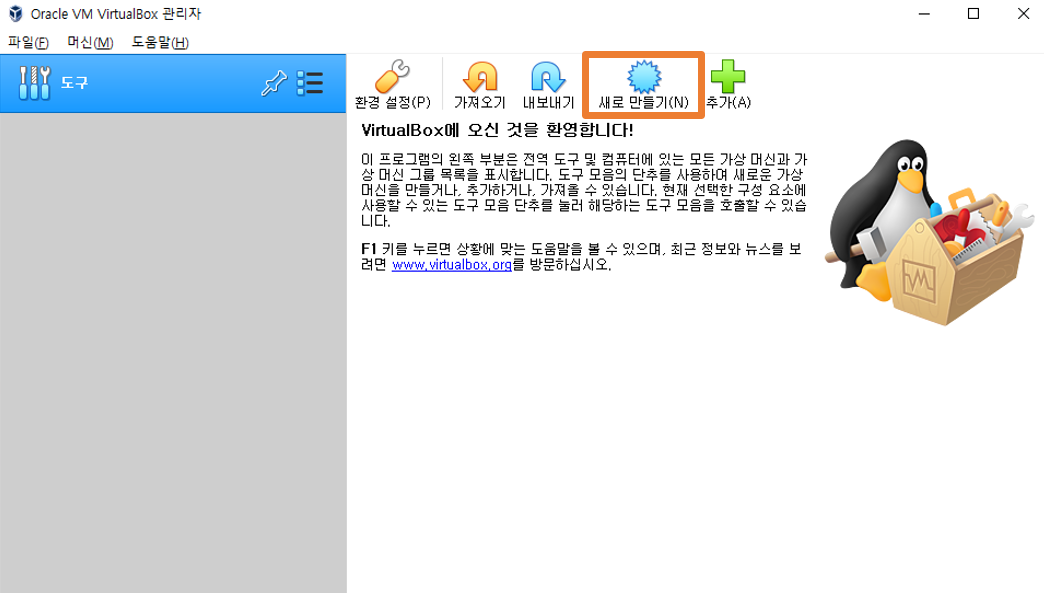 Oracle VM VirtualBox 관리자
파일(F) 머신(M) 도움말(H)
도구
환경 설정(P) 가져오기 내보내기 새로 만들기(N) 추가(A)
VirtualBox에 오신 것을 환영합니다!
이 프로그램의 왼쪽 부분은 전역 도구 및 컴퓨터에 있는 모든 가상 머신과 가
상 머신 그룹 목록을 표시합니다. 도구 모음의 단추를 사용하여 새로운 가상
머신을 만들거나, 추가하거나, 가져올 수 있습니다. 현재 선택한 구성 요소에
사용할 수 있는 도구 모음 단추를 눌러 해당하는 도구 모음을 호출할 수 있습
니다.
F1 키를 누르면 상황에 맞는 도움말을 볼 수 있으며, 최근 정보와 뉴스를 보
려면 www.virtualbox.org를 방문하십시오.